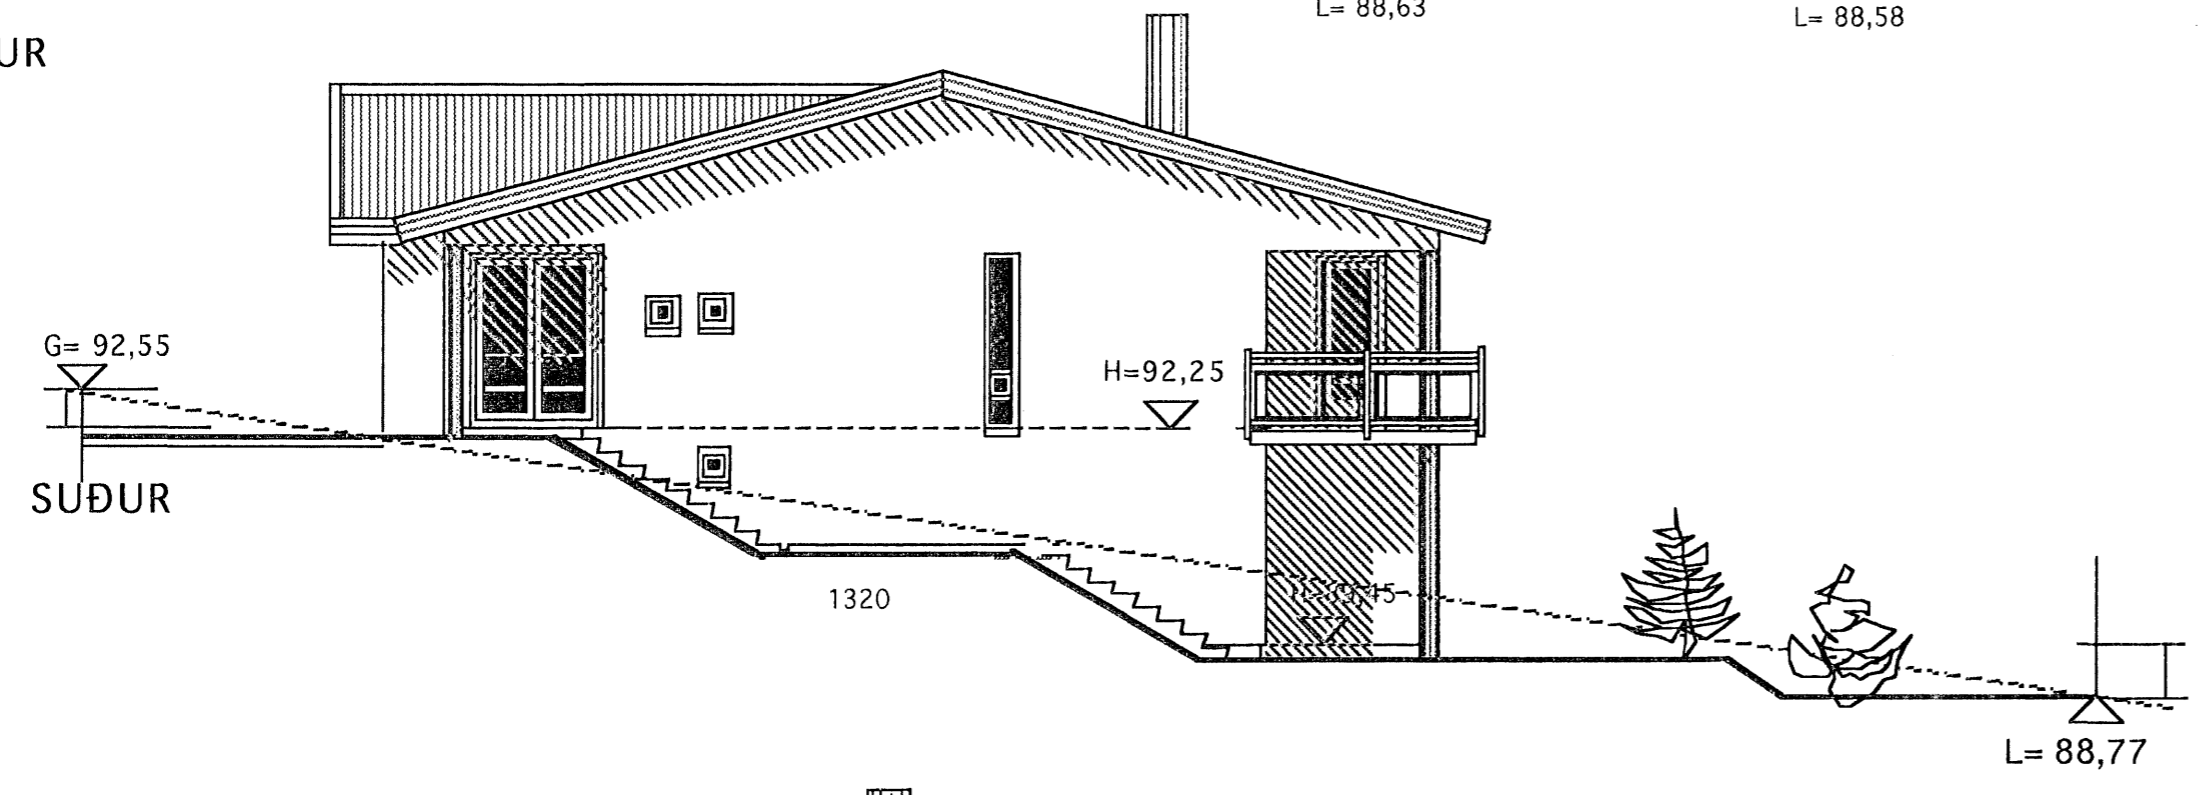 L= 88,63
L= 88,58
UR
G= 92,55
H=92,25
SUÐUR
1320
L= 88,77